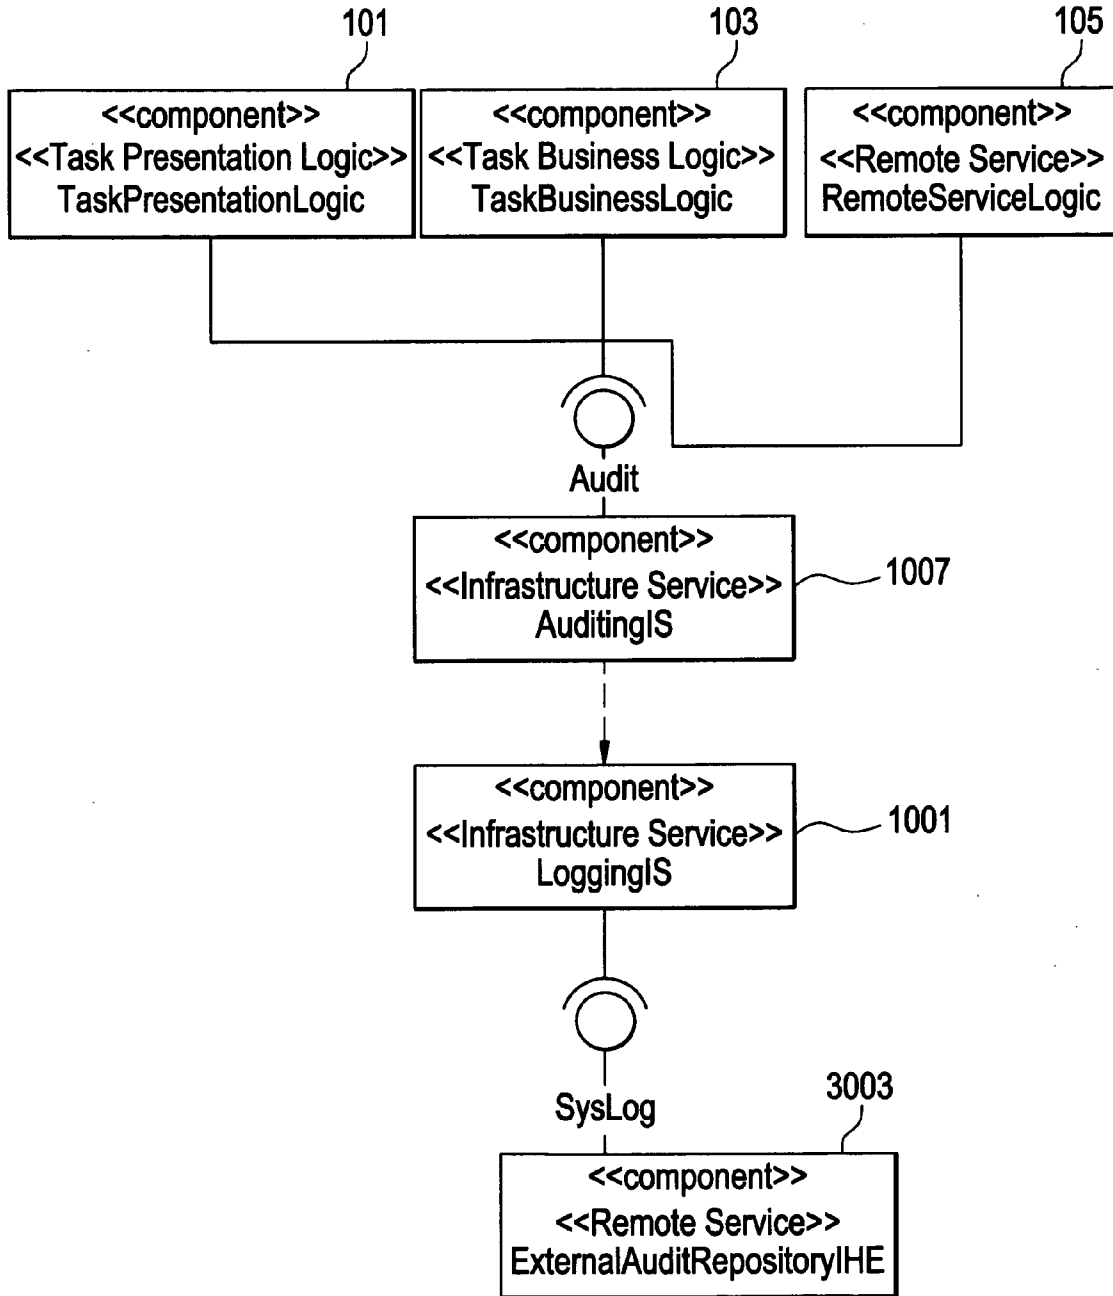 101
103
105
<<component>>
<<Task Presentation Logic>>
TaskPresentationLogic
<<component>>
<<Task Business Logic>>
TaskBusinessLogic
<<component>>
<<Remote Service>>
RemoteServiceLogic
Audit
<<component>>
<<Infrastructure Service>>
AuditingIS
1007
<<component>>
<<Infrastructure Service>>
LoggingIS
1001
SysLog
3003
<<component>>
<<Remote Service>>
ExternalAuditRepositoryIHE